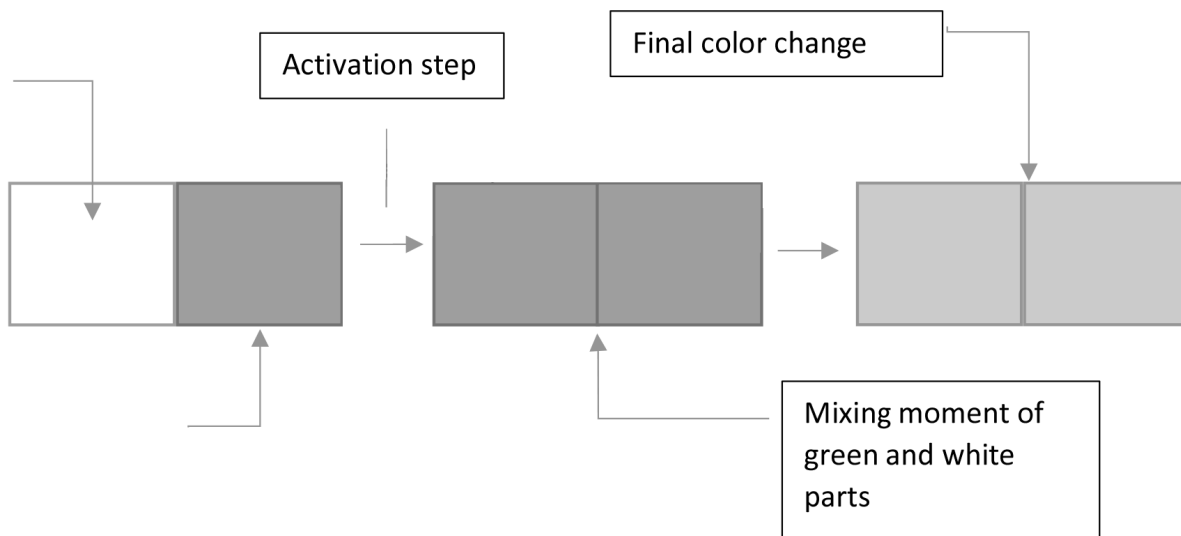 Activation step
Final color change
Mixing moment of
green and white
parts